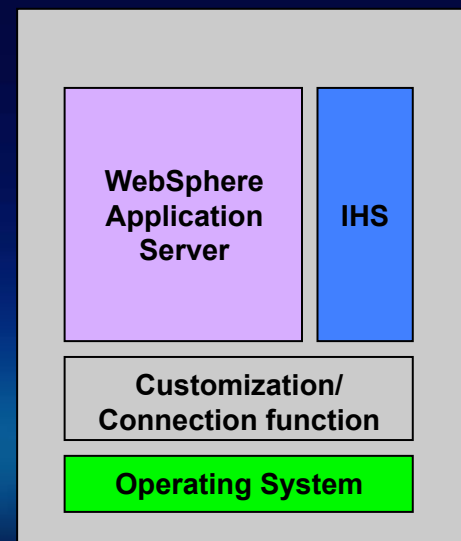 WebSphere
Application
Server
IHS
Customization/
Connection function
Operating System